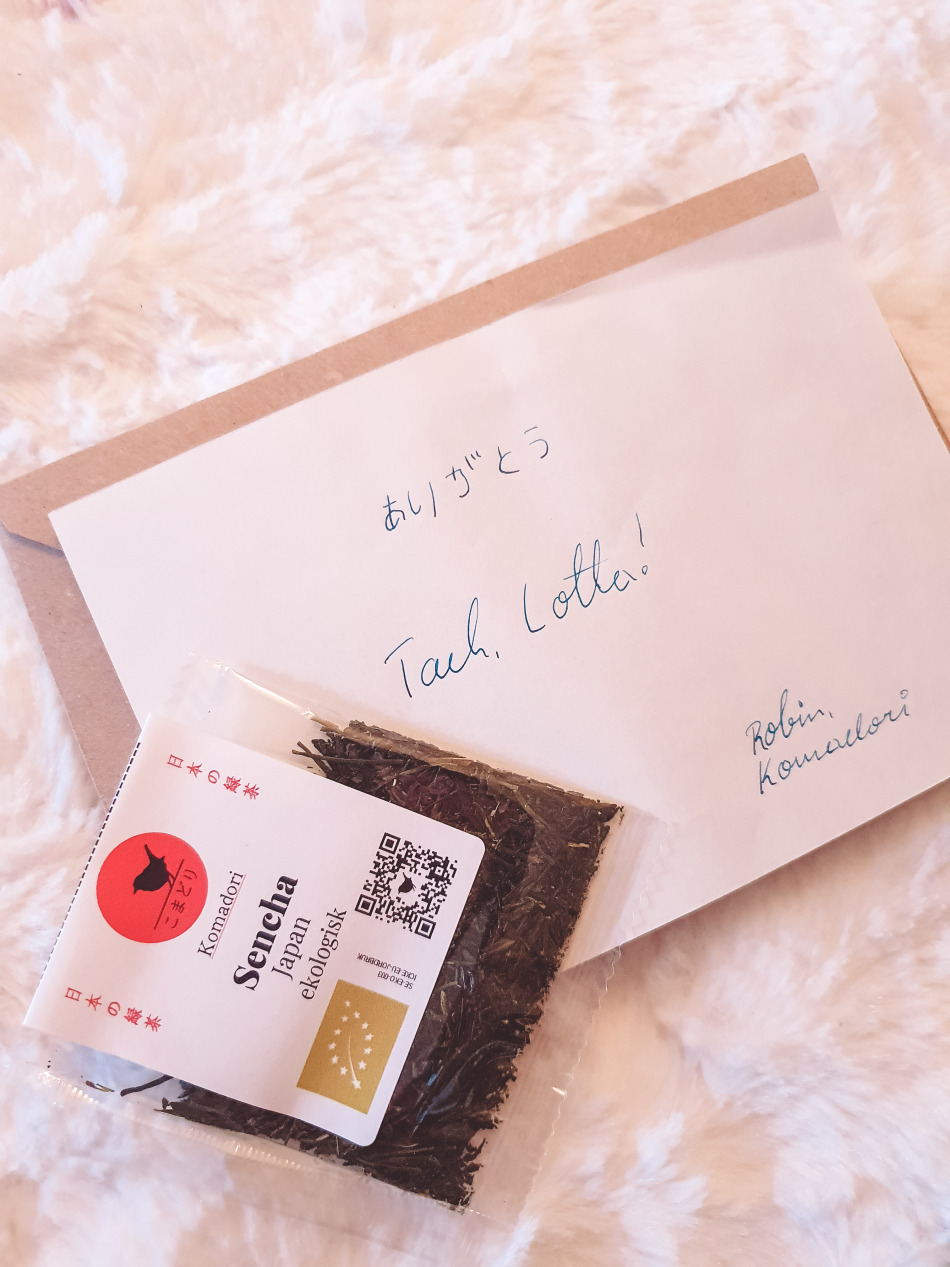 ありがとう
Tack, Lotta!
Robin,
Komadori
日本の緑茶
こまどり
日本の緑茶
Komadori
Sencha
Japan
ekologisk
SE-EKO-003
ICKE-EU-JORDBRUK